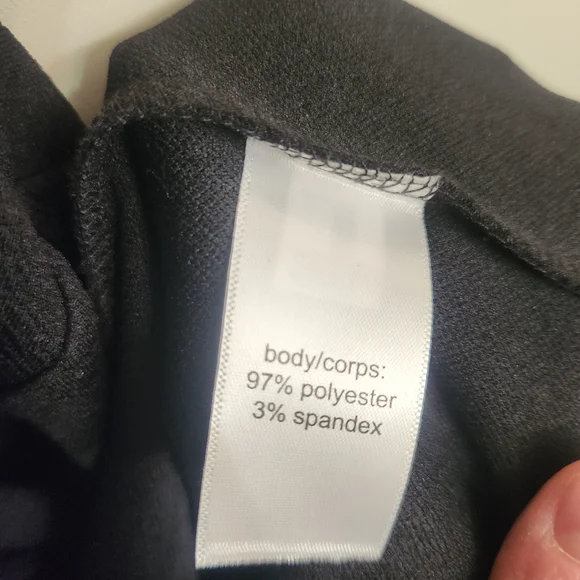 body/corps:
97% polyester
3% spandex